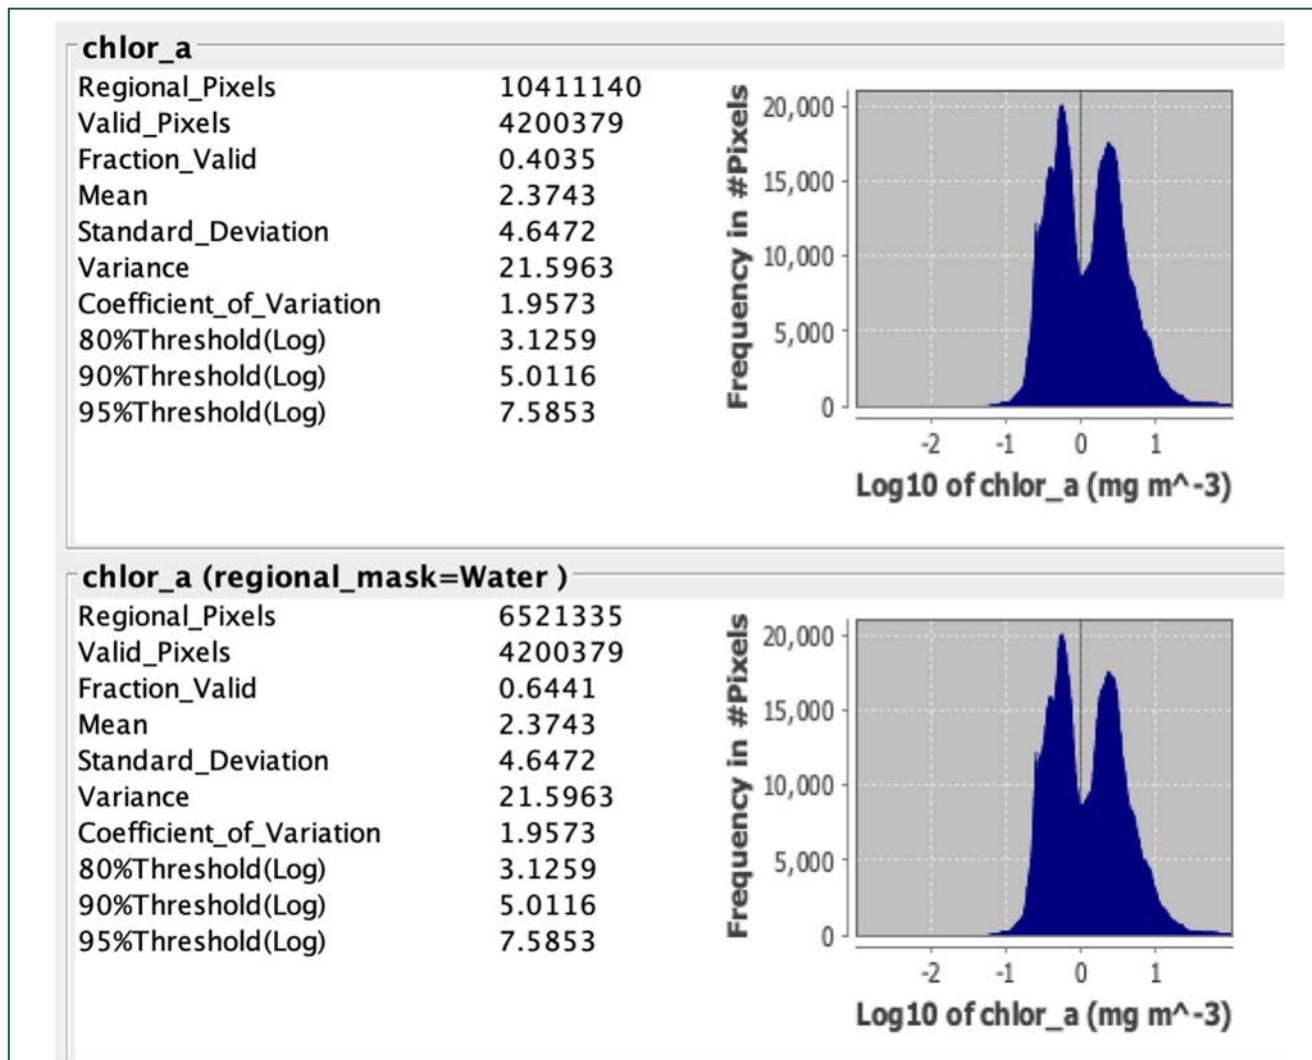 chlor_a
Regional_Pixels 10411140
Valid_Pixels 4200379
Fraction_Valid 0.4035
Mean 2.3743
Standard_Deviation 4.6472
Variance 21.5963
Coefficient_of_Variation 1.9573
80%Threshold(Log) 3.1259
90%Threshold(Log) 5.0116
95%Threshold(Log) 7.5853
Frequency in #Pixels
20,000
15,000
10,000
5,000
0
-2 -1 0 1
Log10 of chlor_a (mg m^-3)
chlor_a (regional_mask=Water )
Regional_Pixels 6521335
Valid_Pixels 4200379
Fraction_Valid 0.6441
Mean 2.3743
Standard_Deviation 4.6472
Variance 21.5963
Coefficient_of_Variation 1.9573
80%Threshold(Log) 3.1259
90%Threshold(Log) 5.0116
95%Threshold(Log) 7.5853
Frequency in #Pixels
20,000
15,000
10,000
5,000
0
-2 -1 0 1
Log10 of chlor_a (mg m^-3)